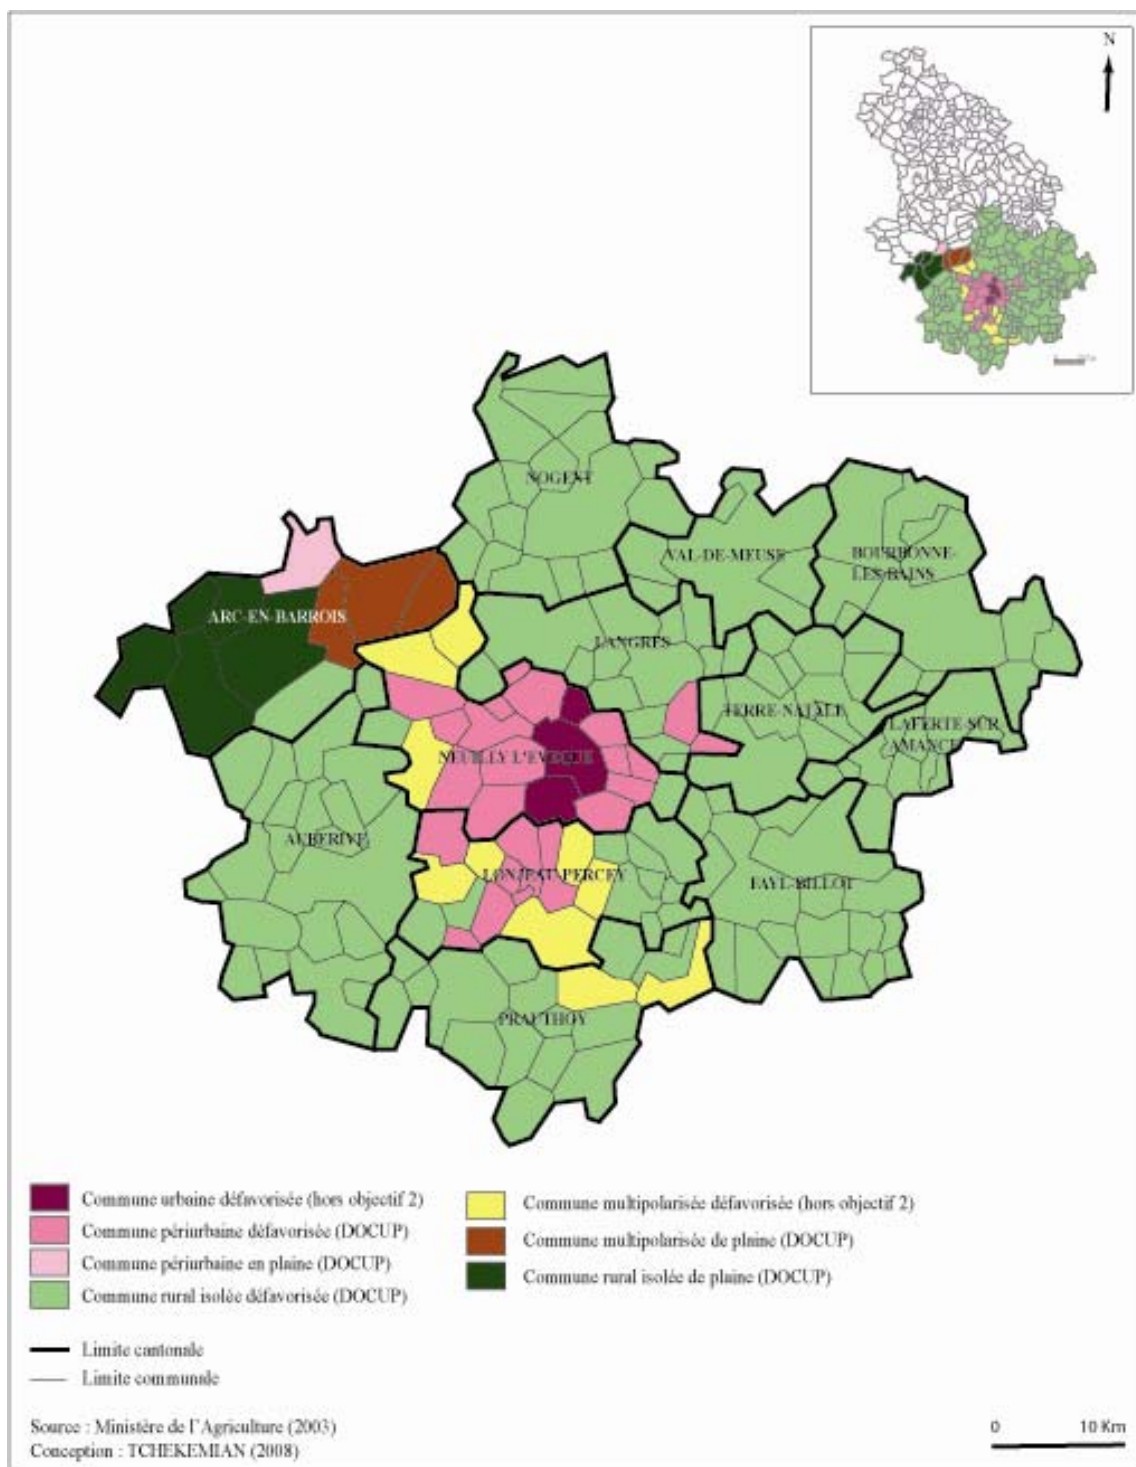 N
NOGENT
VAL-DE-MEUSE
BOURBONNE-
LES-BAINS
ARC-EN-BARROIS
LANGRES
TERRE-NATALE
LAFERTE-SUR
AMANCE
NEUILLY L'EVEQUE
AUBERIVE
LONJEAU-PERCEY
FAYL-BILLOT
PRAUTHOY
Commune urbaine défavorisée (hors objectif 2)
Commune périurbaine défavorisée (DOCUP)
Commune périurbaine en plaine (DOCUP)
Commune rural isolée défavorisée (DOCUP)
Commune multipolarisée défavorisée (hors objectif 2)
Commune multipolarisée de plaine (DOCUP)
Commune rural isolée de plaine (DOCUP)
Limite cantonale
Limite communale
Source : Ministère de l'Agriculture (2003)
Conception : TCHEKEMIAN (2008)
0 10 Km